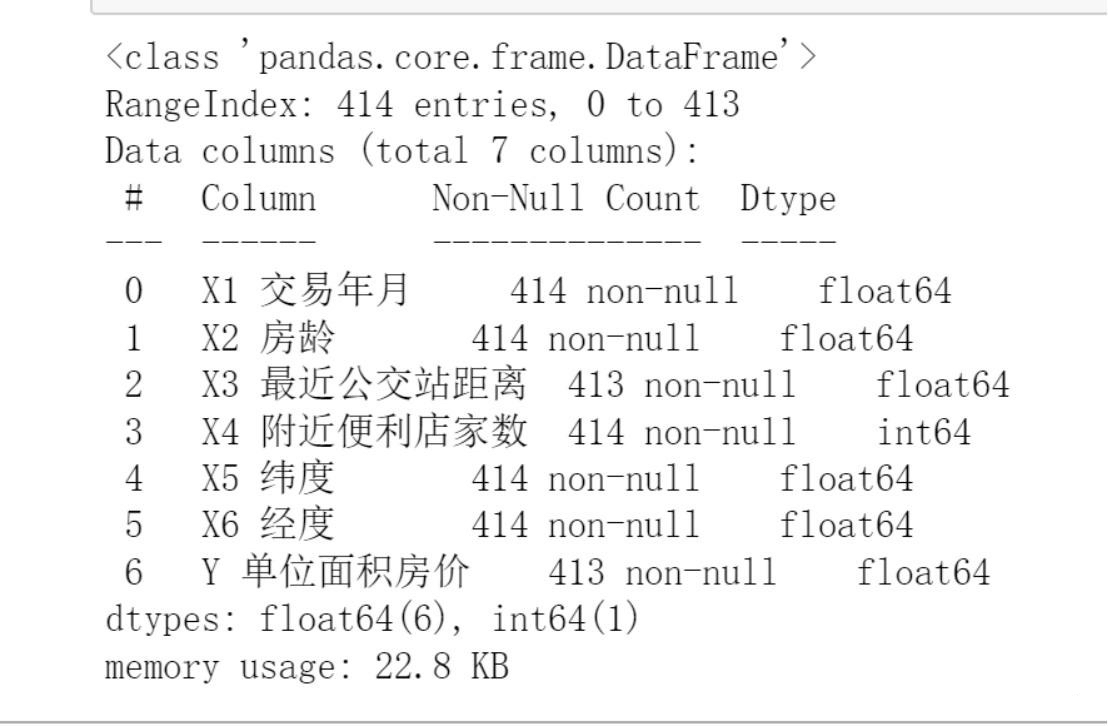 <class 'pandas.core.frame.DataFrame'>
RangeIndex: 414 entries, 0 to 413
Data columns (total 7 columns):
 #   Column            Non-Null Count  Dtype
---  ------            --------------  -----
 0   X1 交易年月     414 non-null    float64
 1   X2 房龄       414 non-null    float64
 2   X3 最近公交站距离  413 non-null    float64
 3   X4 附近便利店家数  414 non-null    int64
 4   X5 纬度       414 non-null    float64
 5   X6 经度       414 non-null    float64
 6   Y 单位面积房价    413 non-null    float64
dtypes: float64(6), int64(1)
memory usage: 22.8 KB